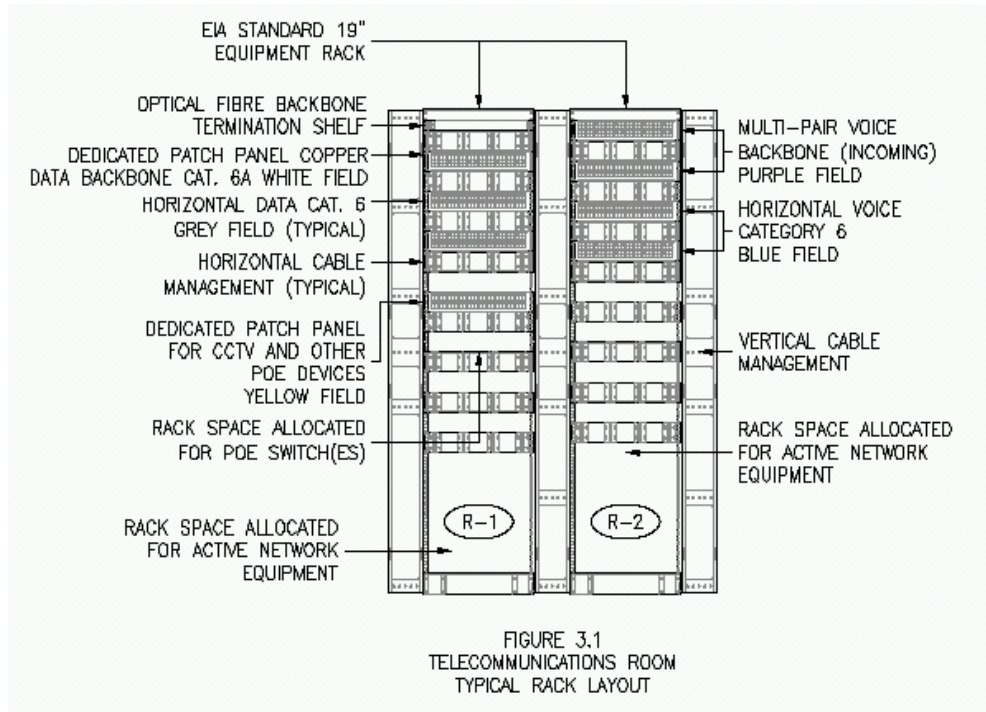 EIA STANDARD 19"
EQUIPMENT RACK
OPTICAL FIBRE BACKBONE
TERMINATION SHELF
DEDICATED PATCH PANEL COPPER
DATA BACKBONE CAT. 6A WHITE FIELD
HORIZONTAL DATA CAT. 6
GREY FIELD (TYPICAL)
HORIZONTAL CABLE
MANAGEMENT (TYPICAL)
DEDICATED PATCH PANEL
FOR CCTV AND OTHER
POE DEVICES
YELLOW FIELD
RACK SPACE ALLOCATED
FOR POE SWITCH(ES)
RACK SPACE ALLOCATED
FOR ACTIVE NETWORK
EQUIPMENT
R-1
R-2
MULTI-PAIR VOICE
BACKBONE (INCOMING)
PURPLE FIELD
HORIZONTAL VOICE
CATEGORY 6
BLUE FIELD
VERTICAL CABLE
MANAGEMENT
RACK SPACE ALLOCATED
FOR ACTIVE NETWORK
EQUIPMENT
FIGURE 3.1
TELECOMMUNICATIONS ROOM
TYPICAL RACK LAYOUT